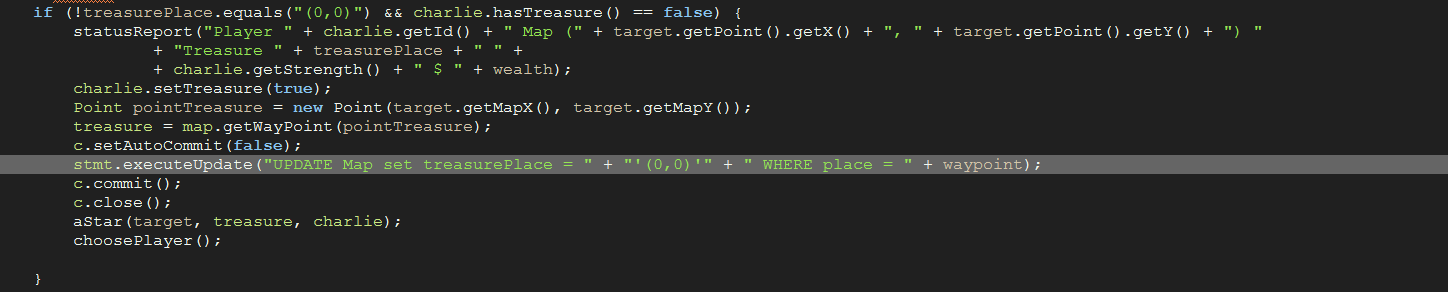 if (!treasurePlace.equals("(0,0)") && charlie.hasTreasure() == false) {
statusReport("Player " + charlie.getId() + " Map (" + target.getPoint().getX() + ", " + target.getPoint().getY() + ") "
+ "Treasure " + treasurePlace + " " +
+ charlie.getStrength() + " $ " + wealth);
charlie.setTreasure(true);
Point pointTreasure = new Point(target.getMapX(), target.getMapY());
treasure = map.getWayPoint(pointTreasure);
c.setAutoCommit(false);
stmt.executeUpdate("UPDATE Map set treasurePlace = " + "'(0,0)'" + " WHERE place = " + waypoint);
c.commit();
c.close();
aStar(target, treasure, charlie);
choosePlayer();
}